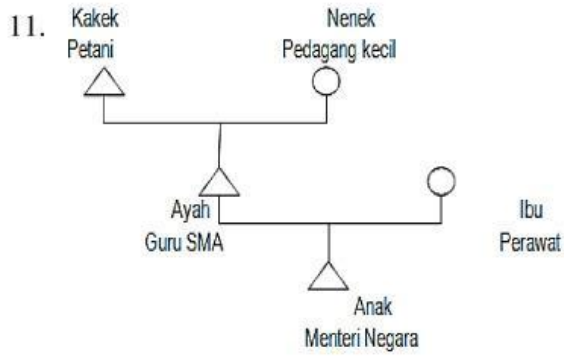 11.
Kakek
Petani
Nenek
Pedagang kecil
Ayah
Guru SMA
Ibu
Perawat
Anak
Menteri Negara